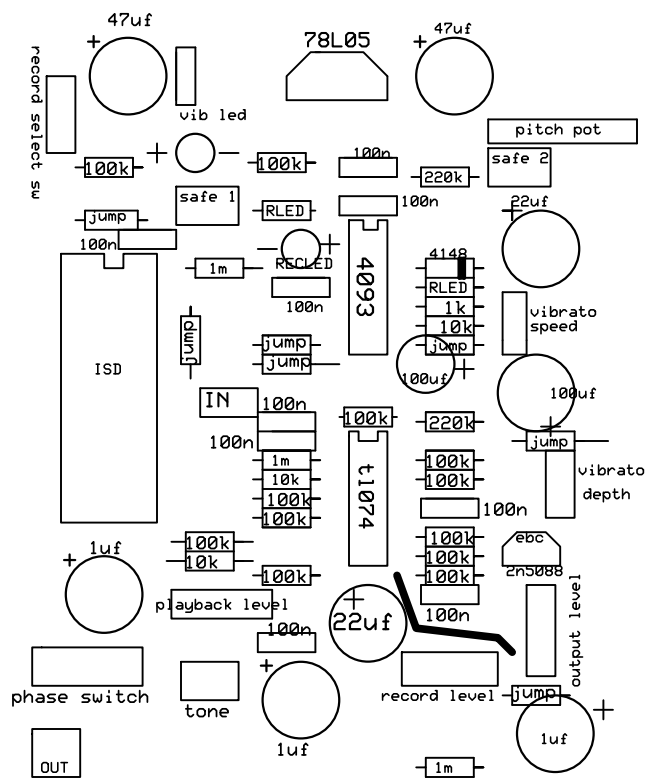 47uf
78L05
47uf
record select sw
vib led
pitch pot
100n
safe 2
100k
100k
220k
safe 1
100n
22uf
jump
RLED
100n
4148
RECLED
1m
4093
RLED
100n
1k
vibrato
speed
10k
jump
jump
jump
jump
ISD
100uf
100uf
IN
100n
100k
220k
100n
jump
1m
100k
vibrato
10k
100k
depth
100k
t1074
100n
100k
100k
100k
ebc
1uf
10k
100k
100k
100k
2n5088
playback level
100n
22uf
output level
100n
phase switch
record level
jump
tone
1uf
1uf
OUT
1m